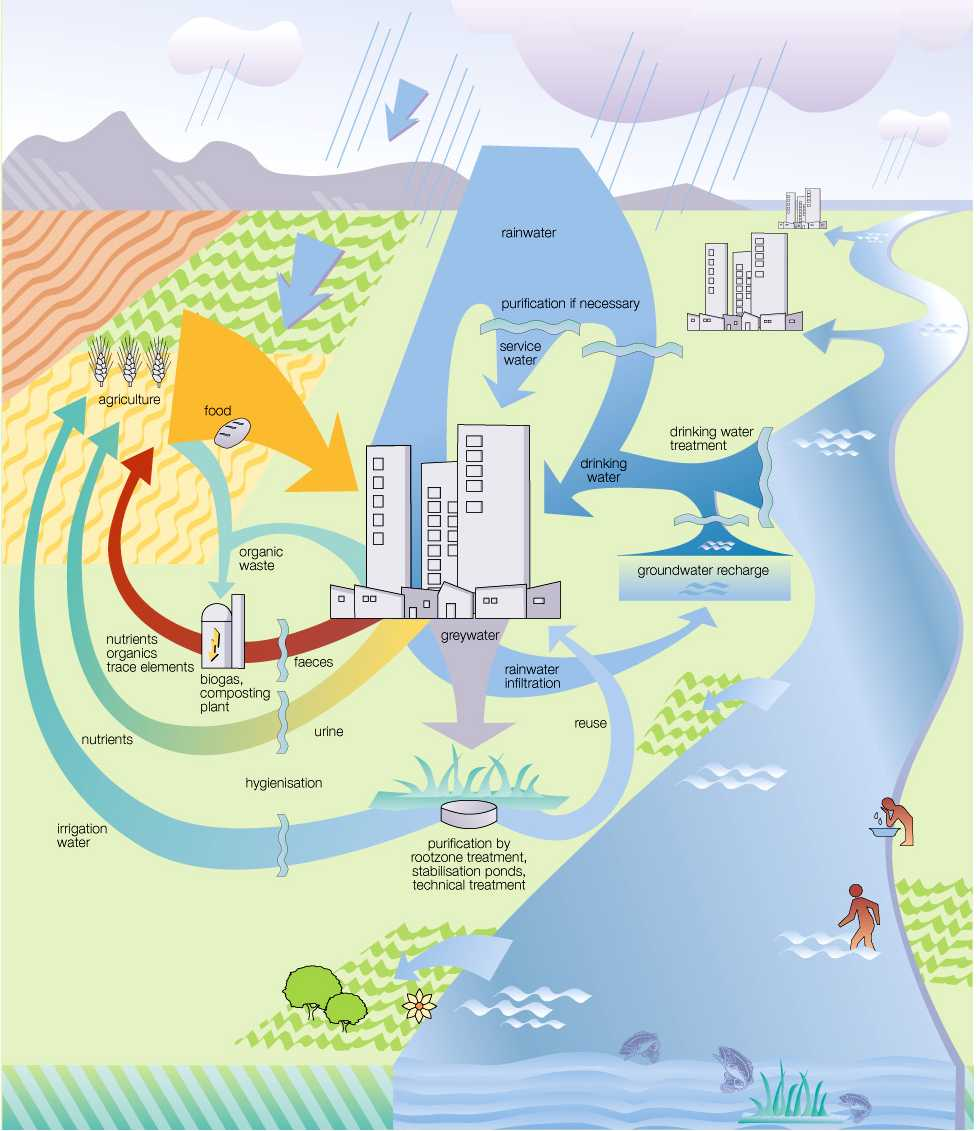 rainwater
purification if necessary
service
water
agriculture
food
drinking water
treatment
drinking
water
organic
waste
groundwater recharge
nutrients
organics
trace elements
greywater
faeces
biogas,
composting
plant
rainwater
infiltration
reuse
urine
nutrients
hygienisation
irrigation
water
purification by
rootzone treatment,
stabilisation ponds,
technical treatment